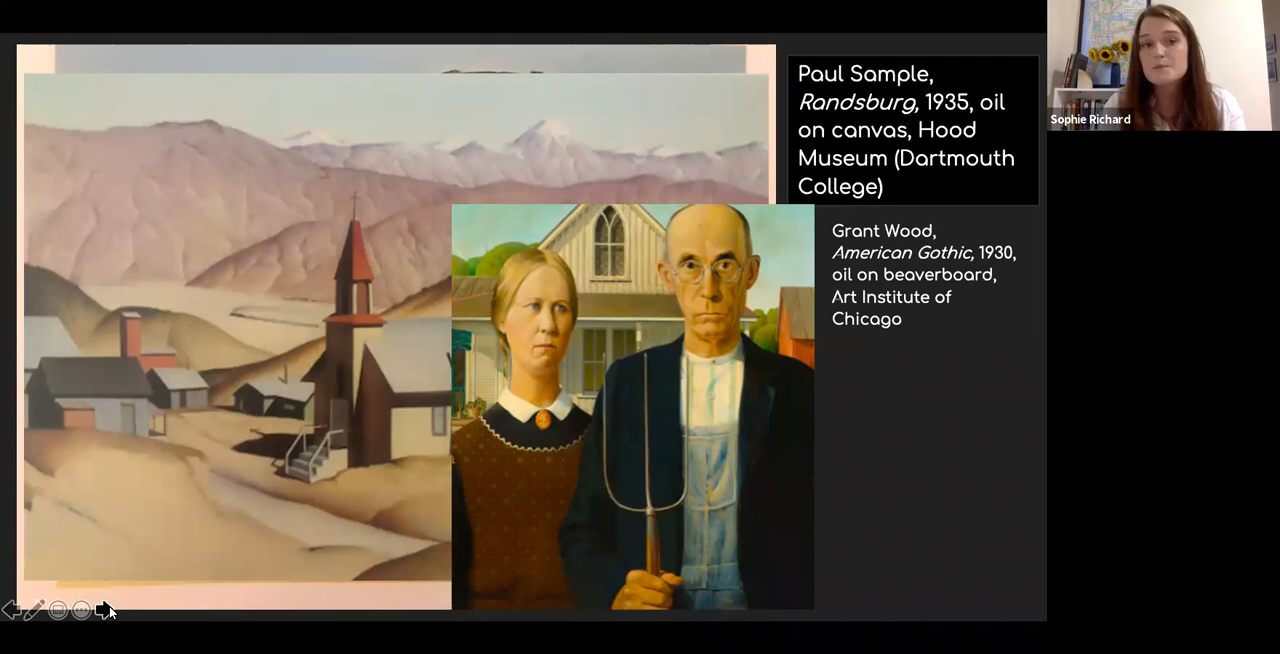 Paul Sample,
Randsburg, 1935, oil
on canvas, Hood
Museum (Dartmouth
College)
Grant Wood,
American Gothic, 1930,
oil on beaverboard,
Art Institute of
Chicago
Sophie Richard